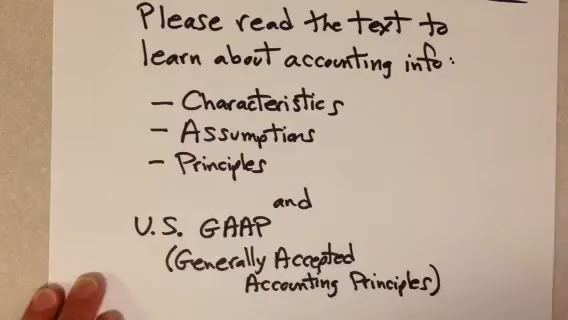 Please read the text to
learn about accounting info:
- Characteristics
- Assumptions
- Principles
and
U.S. GAAP
(Generally Accepted
Accounting Principles)